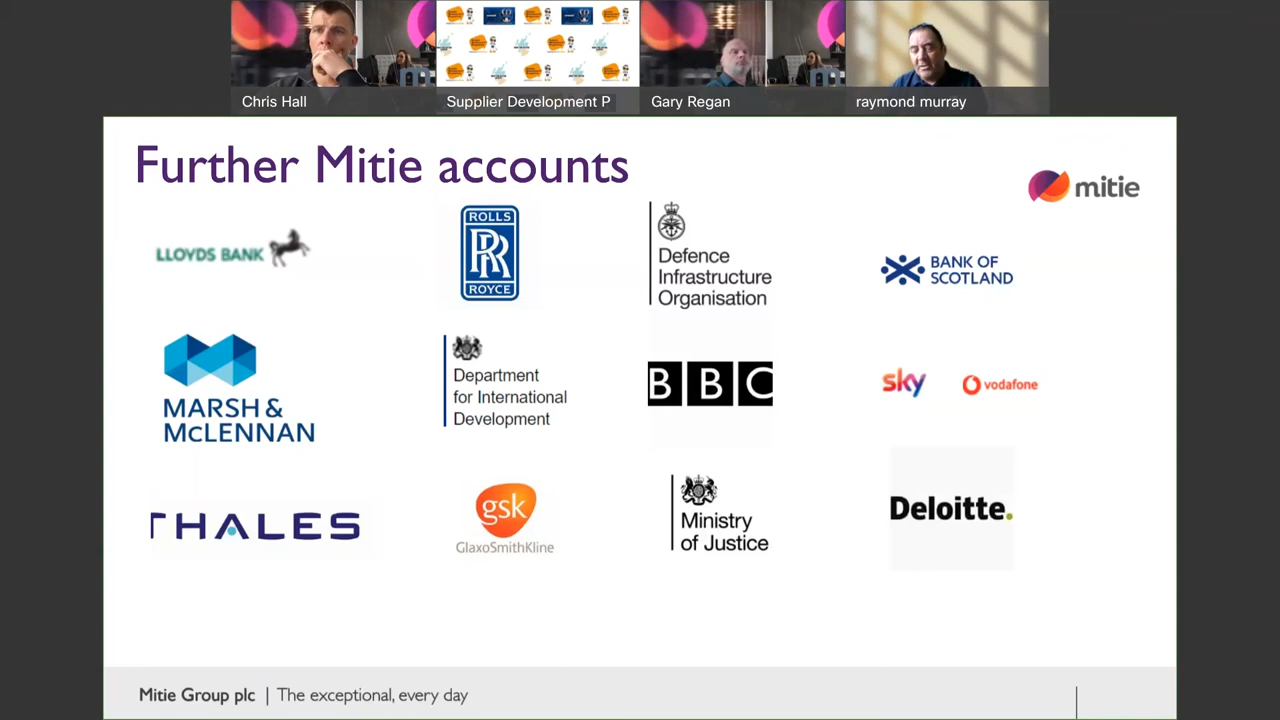 Chris Hall
Supplier Development P
Gary Regan
raymond murray
Further Mitie accounts
mitie
LLOYDS BANK
ROLLS
RR
ROYCE
Defence
Infrastructure
Organisation
BANK OF
SCOTLAND
MARSH &
MCLENNAN
Department
for International
Development
BBC
sky
vodafone
THALES
gsk
GlaxoSmithKline
Ministry
of Justice
Deloitte.
Mitie Group plc | The exceptional, every day